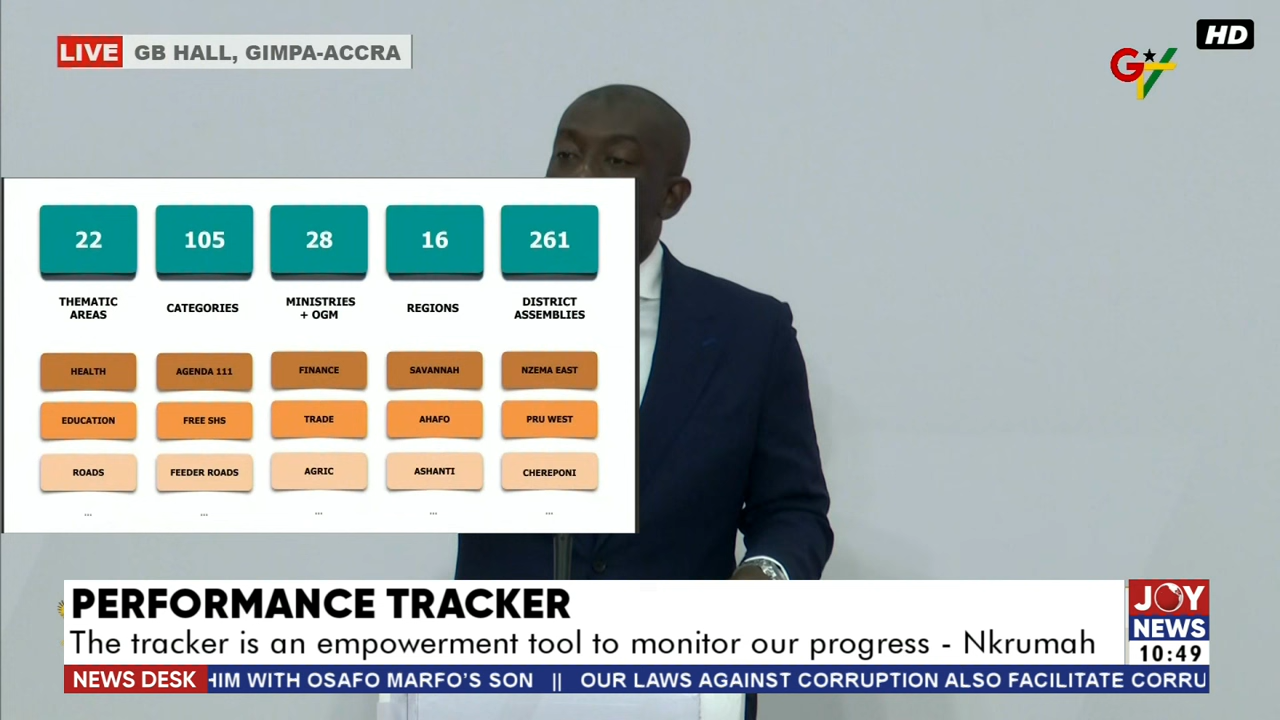 LIVE GB HALL, GIMPA-ACCRA
HD
GTV
22 105 28 16 261
THEMATIC AREAS
CATEGORIES
MINISTRIES + OGM
REGIONS
DISTRICT ASSEMBLIES
HEALTH AGENDA 111 FINANCE SAVANNAH NZEMA EAST
EDUCATION FREE SHS TRADE AHAFO PRU WEST
ROADS FEEDER ROADS AGRIC ASHANTI CHEREPONI
... ... ... ... ...
PERFORMANCE TRACKER
The tracker is an empowerment tool to monitor our progress - Nkrumah
JOY
NEWS
10:49
NEWS DESK HIM WITH OSAFO MARFO'S SON || OUR LAWS AGAINST CORRUPTION ALSO FACILITATE CORRU